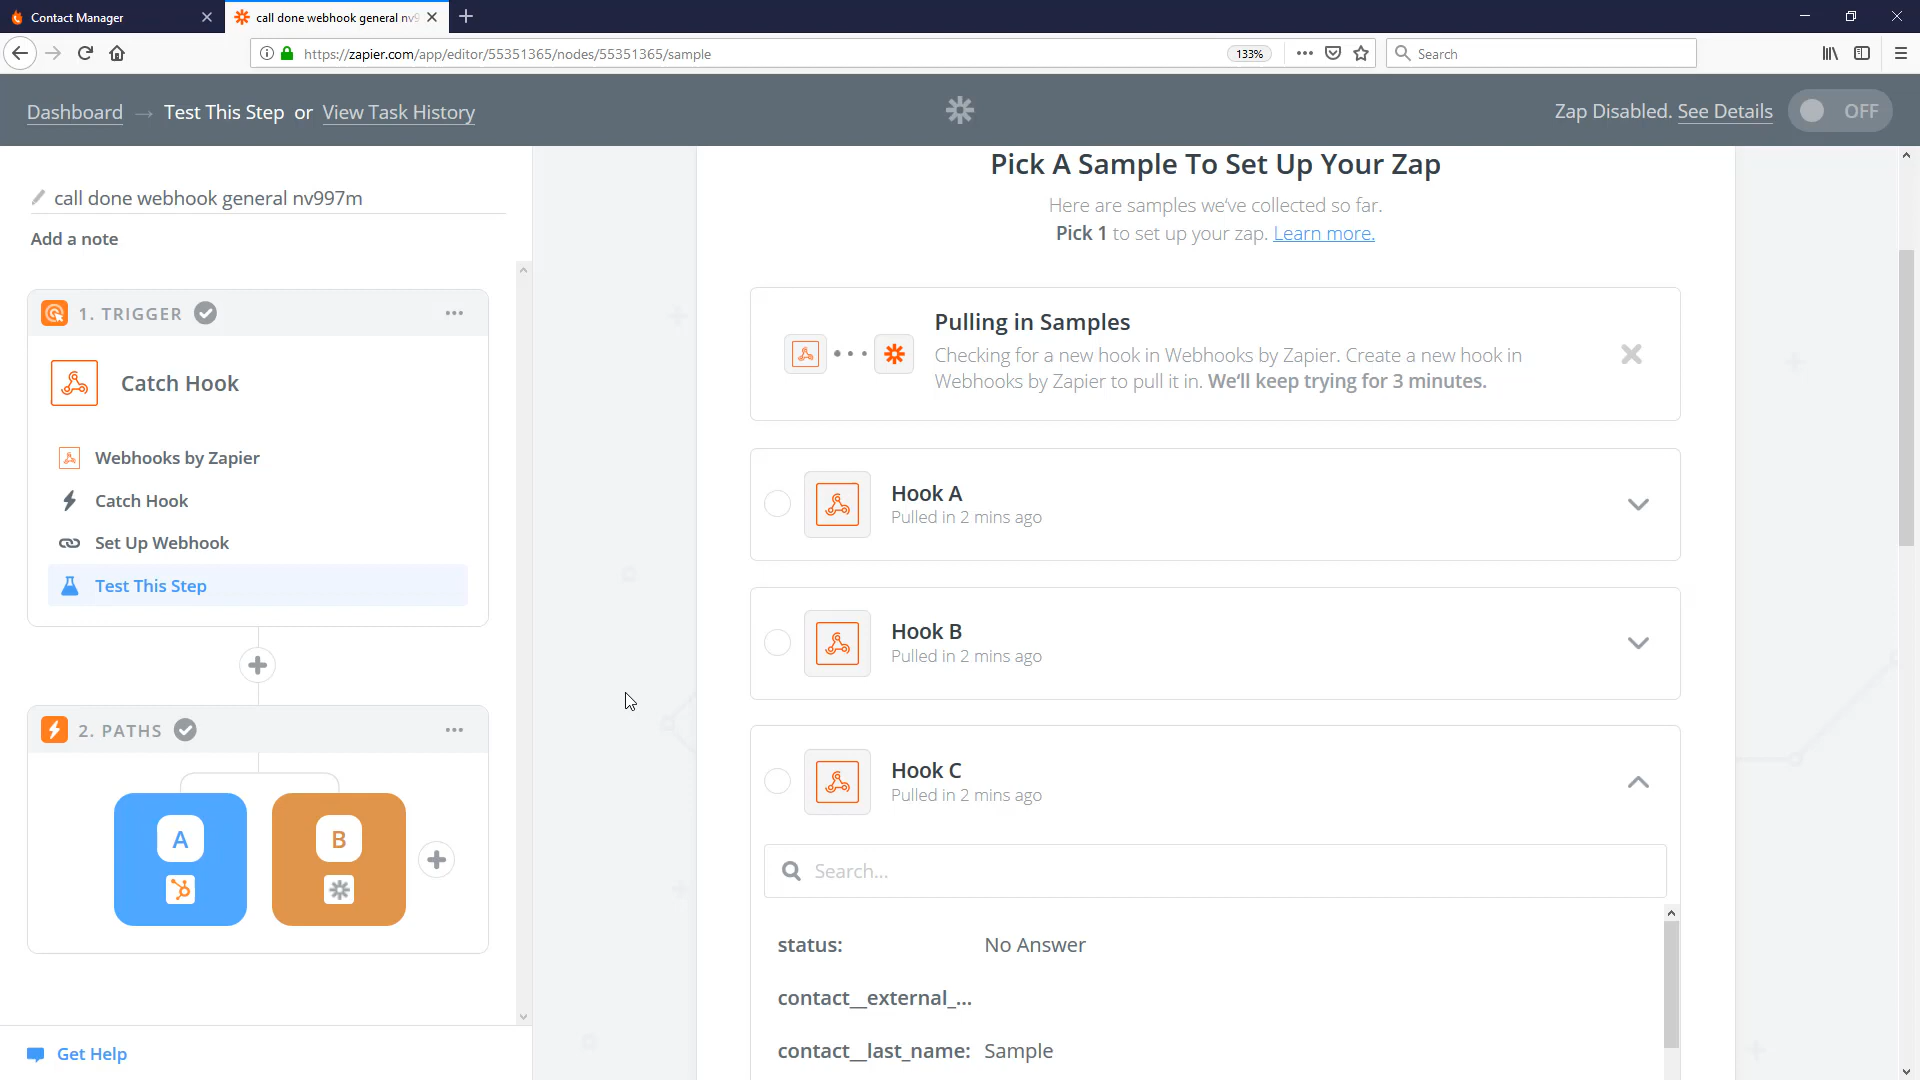 Contact Manager
call done webhook general nv9
https://zapier.com/app/editor/55351365/nodes/55351365/sample
133%
Search
Dashboard → Test This Step or View Task History
Zap Disabled. See Details
OFF
call done webhook general nv997m
Add a note
1. TRIGGER
Catch Hook
Webhooks by Zapier
Catch Hook
Set Up Webhook
Test This Step
2. PATHS
A
B
Get Help
Pick A Sample To Set Up Your Zap
Here are samples we've collected so far.
Pick 1 to set up your zap. Learn more.
Pulling in Samples
Checking for a new hook in Webhooks by Zapier. Create a new hook in
Webhooks by Zapier to pull it in. We'll keep trying for 3 minutes.
Hook A
Pulled in 2 mins ago
Hook B
Pulled in 2 mins ago
Hook C
Pulled in 2 mins ago
Search...
status: No Answer
contact__external_...
contact__last_name: Sample